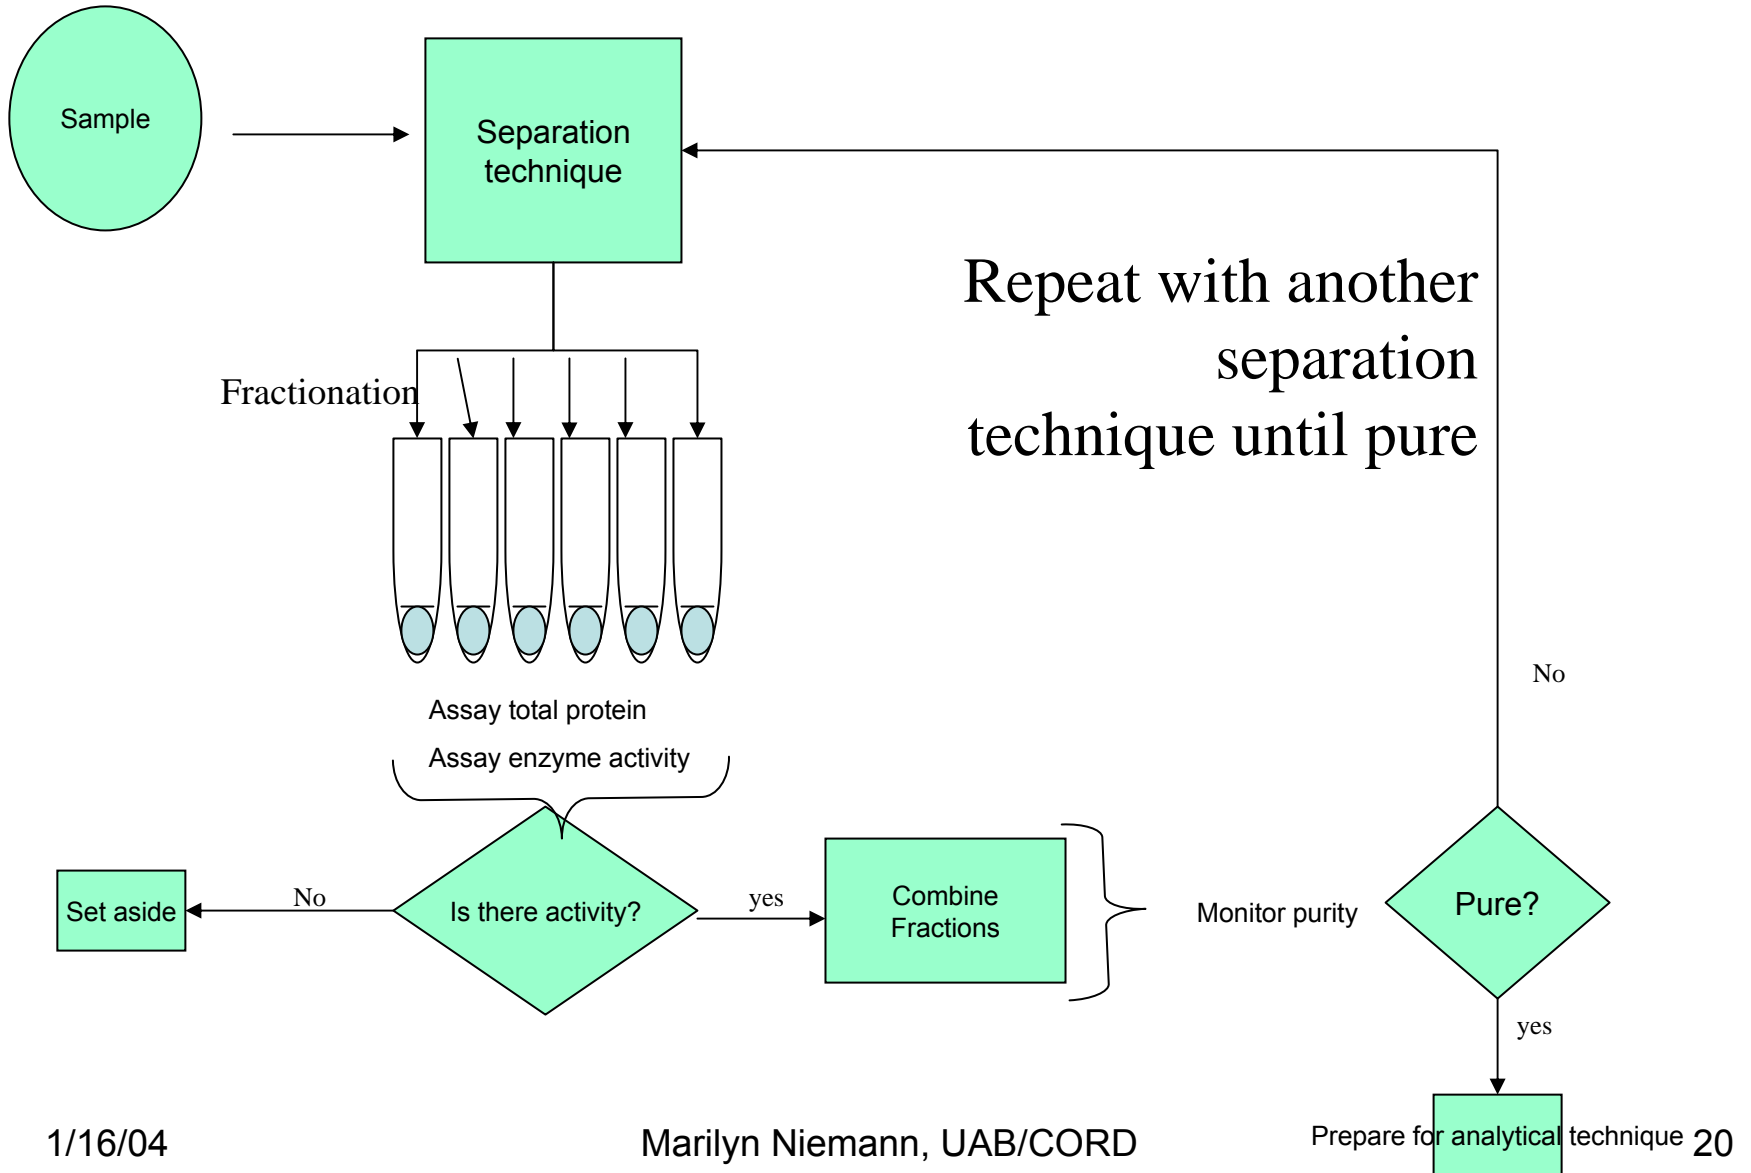 Sample
Separation
technique
Repeat with another
separation
technique until pure
Fractionation
No
Assay total protein
Assay enzyme activity
Set aside
No
Is there activity?
yes
Combine
Fractions
Monitor purity
Pure?
yes
Prepare for analytical technique
1/16/04
Marilyn Niemann, UAB/CORD
20